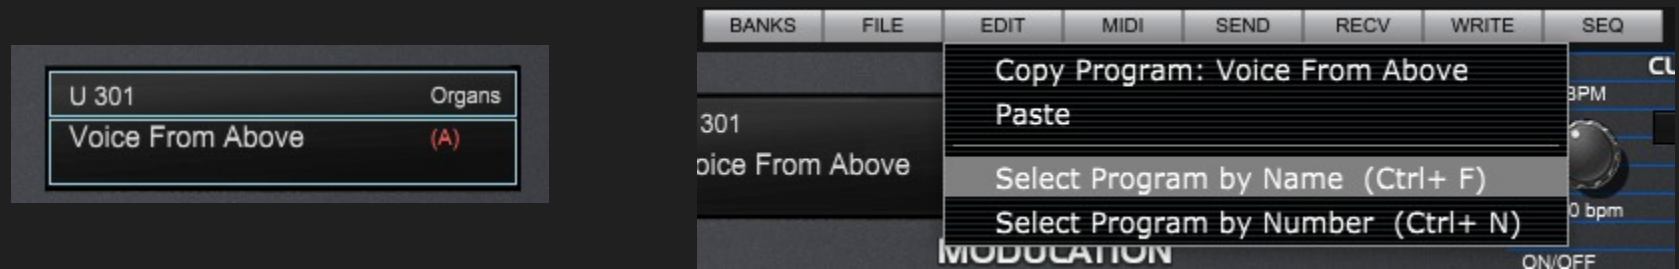 U 301 Organs
Voice From Above (A)
BANKS FILE EDIT MIDI SEND RECV WRITE SEQ
Copy Program: Voice From Above
Paste
BPM
301
oice From Above
Select Program by Name (Ctrl+ F)
Select Program by Number (Ctrl+ N)
0 bpm
MODULATION
ON/OFF